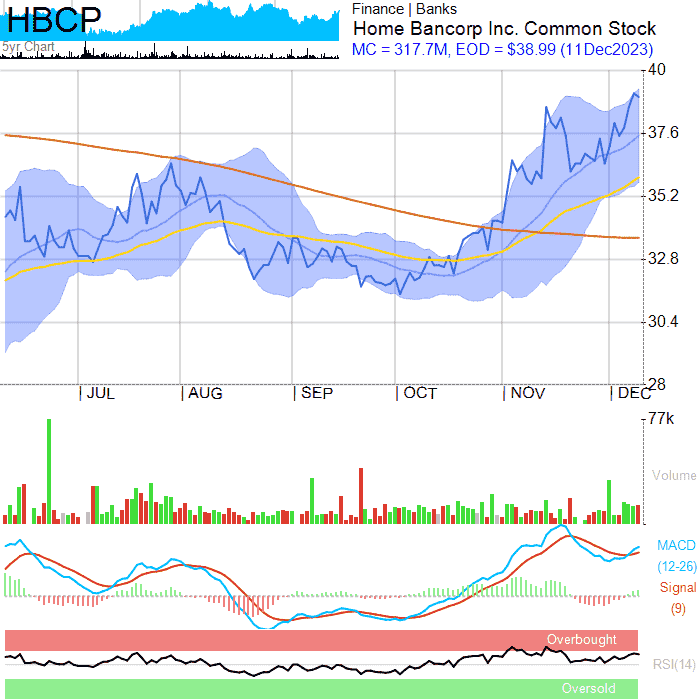 HBCP
5yr Chart
Finance | Banks
Home Bancorp Inc. Common Stock
MC = 317.7M, EOD = $38.99 (11Dec2023)
40
37.6
35.2
32.8
30.4
28
| JUL | AUG | SEP | OCT | NOV | DEC
77k
Volume
MACD
(12-26)
Signal
(9)
Overbought
RSI(14)
Oversold